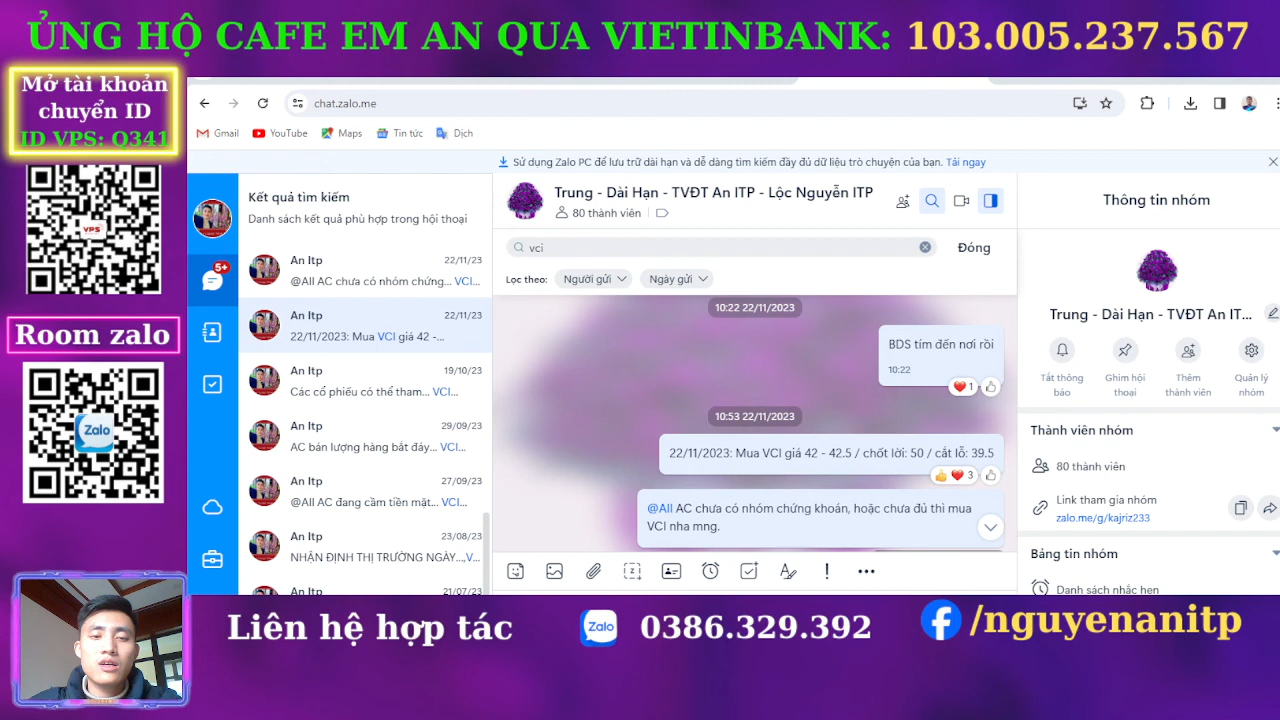 ỦNG HỘ CAFE EM AN QUA VIETINBANK: 103.005.237.567
Mở tài khoản
chuyển ID
ID VPS: Q341
VPS
Room zalo
Zalo
chat.zalo.me
Gmail
YouTube
Maps
Tin tức
Dịch
Sử dụng Zalo PC để lưu trữ dài hạn và dễ dàng tìm kiếm đầy đủ dữ liệu trò chuyện của bạn. Tải ngay
5+
Kết quả tìm kiếm
Danh sách kết quả phù hợp trong hội thoại
An Itp 22/11/23
@All AC chưa có nhóm chứng... VCI...
An Itp 22/11/23
22/11/2023: Mua VCI giá 42 -...
An Itp 19/10/23
Các cổ phiếu có thể tham... VCI...
An Itp 29/09/23
AC bán lượng hàng bắt đáy... VCI...
An Itp 27/09/23
@All AC đang cầm tiền mặt... VCI...
An Itp 23/08/23
NHẬN ĐỊNH THỊ TRƯỜNG NGÀY...,V...
An Itp 21/07/23
Trung - Dài Hạn - TVĐT An ITP - Lộc Nguyễn ITP
80 thành viên
vci
Đóng
Lọc theo: Người gửi Ngày gửi
10:22 22/11/2023
BDS tím đến nơi rồi
10:22
1
10:53 22/11/2023
22/11/2023: Mua VCI giá 42 - 42.5 / chốt lời: 50 / cắt lỗ: 39.5
3
@All AC chưa có nhóm chứng khoán, hoặc chưa đủ thì mua
VCI nha mng.
Thông tin nhóm
Trung - Dài Hạn - TVĐT An IT...
Tắt thông
báo
Ghim hội
thoại
Thêm
thành viên
Quản lý
nhóm
Thành viên nhóm
80 thành viên
Link tham gia nhóm
zalo.me/g/kajriz233
Bảng tin nhóm
Danh sách nhắc hẹn
Liên hệ hợp tác
Zalo
0386.329.392
/nguyenanitp